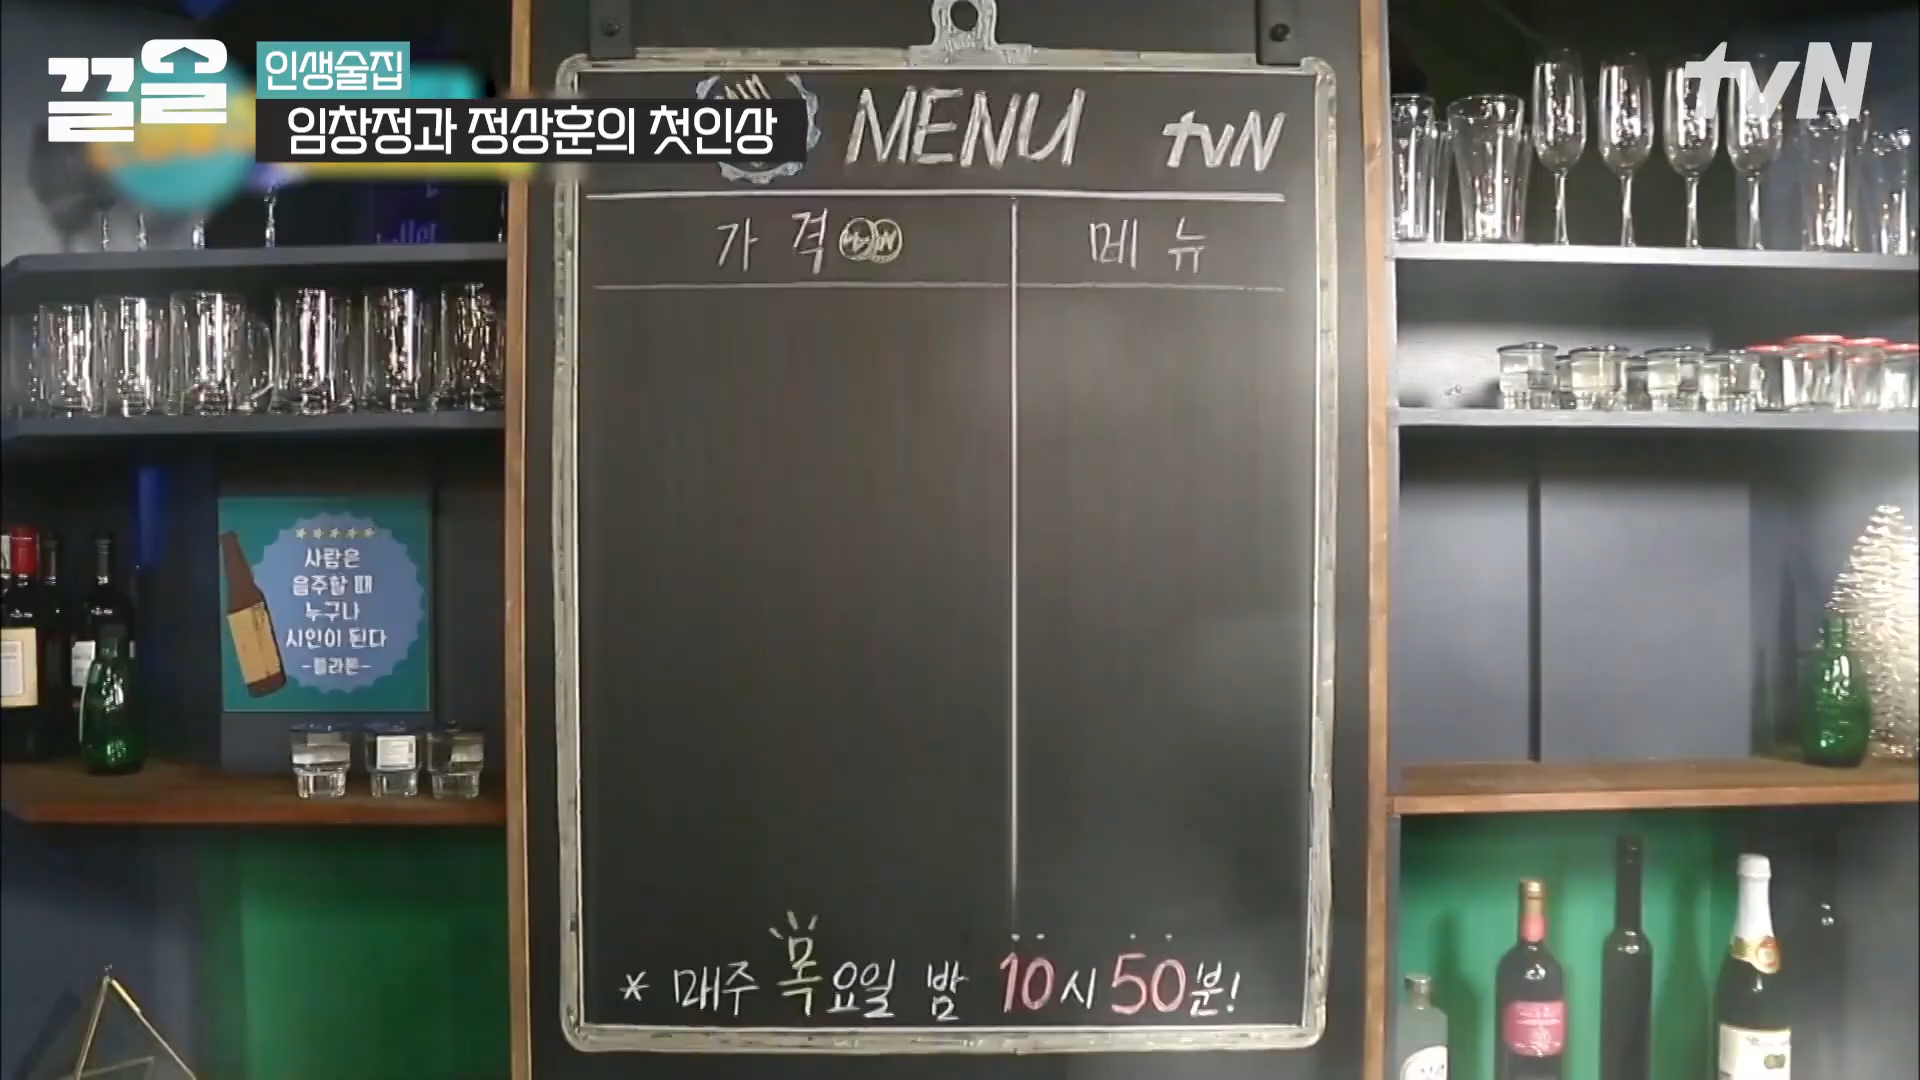 끌올
인생술집
임창정과 정상훈의 첫인상
tvN
MENU
tvN
가격
메뉴
사람은
음주할 때
누구나
시인이 된다
-플라톤-
* 매주 목요일 밤 10시 50분!